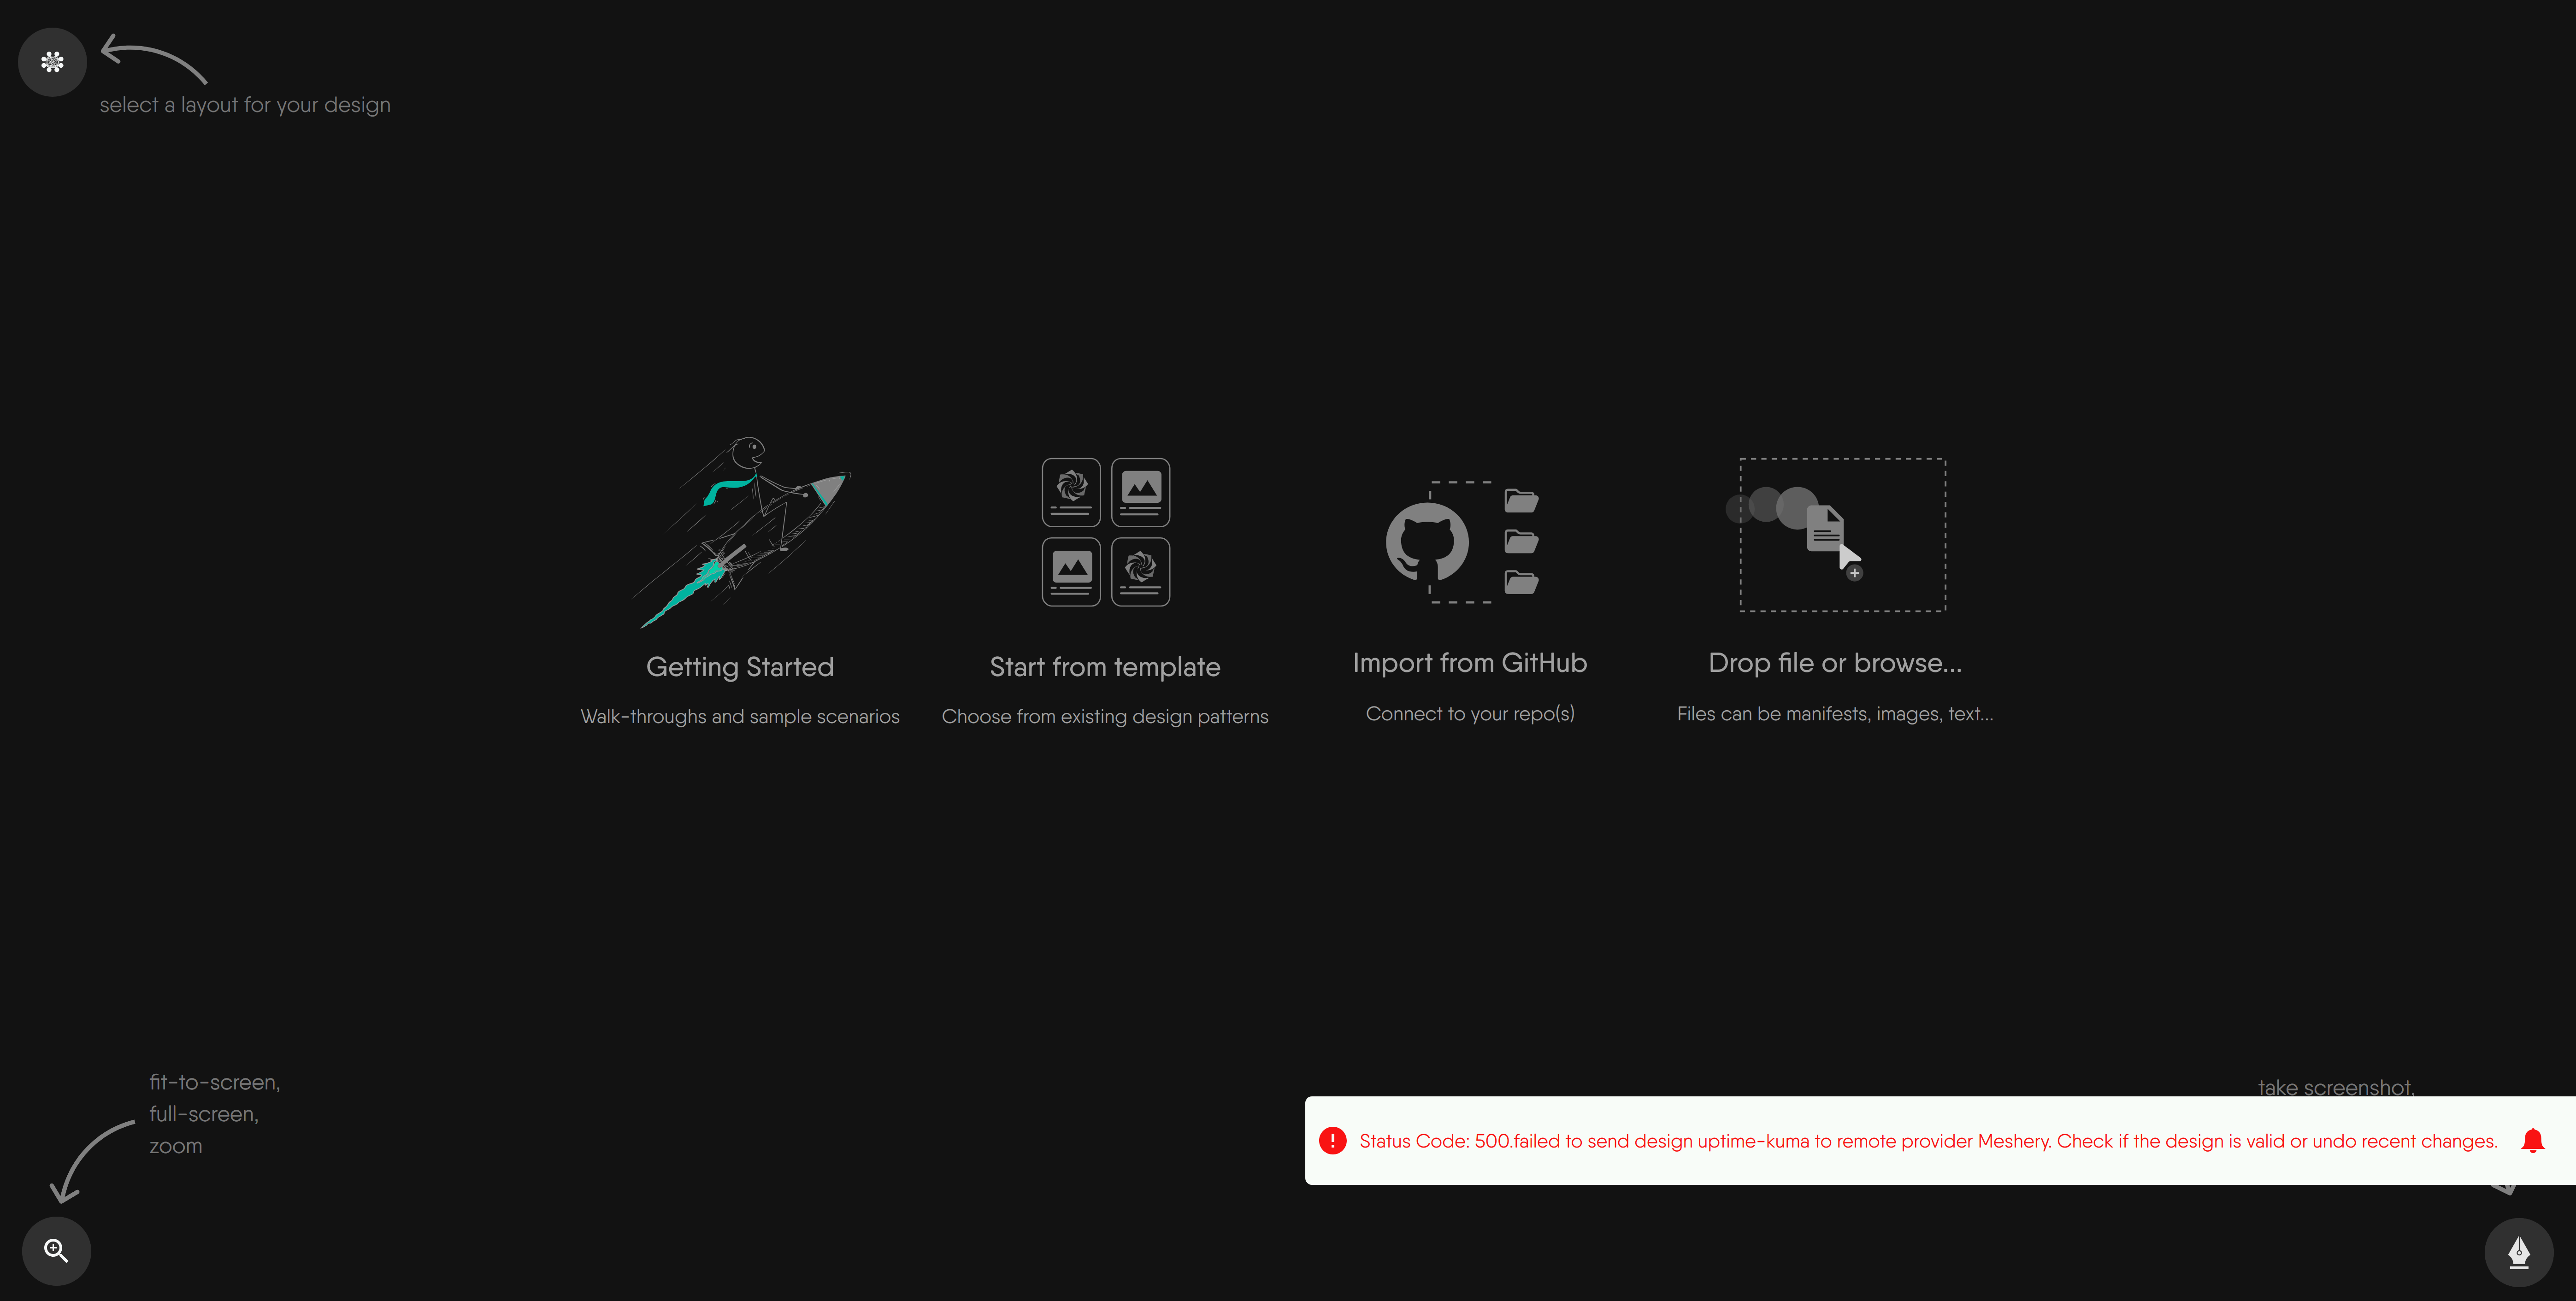 select a layout for your design
Getting Started
Walk-throughs and sample scenarios
Start from template
Choose from existing design patterns
Import from GitHub
Connect to your repo(s)
Drop file or browse...
Files can be manifests, images, text...
fit-to-screen,
full-screen,
zoom
take screenshot,
Status Code: 500.failed to send design uptime-kuma to remote provider Meshery. Check if the design is valid or undo recent changes.